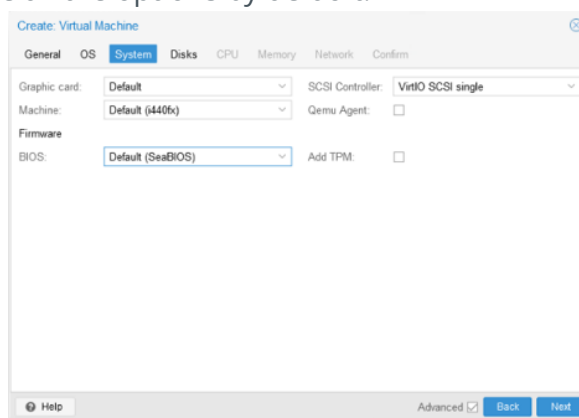 Create: Virtual Machine
General OS System Disks CPU Memory Network Confirm
Graphic card: Default SCSI Controller: VirtIO SCSI single
Machine: Default (i440fx) Qemu Agent:
Firmware
BIOS: Default (SeaBIOS) Add TPM:
Help Advanced Back Next